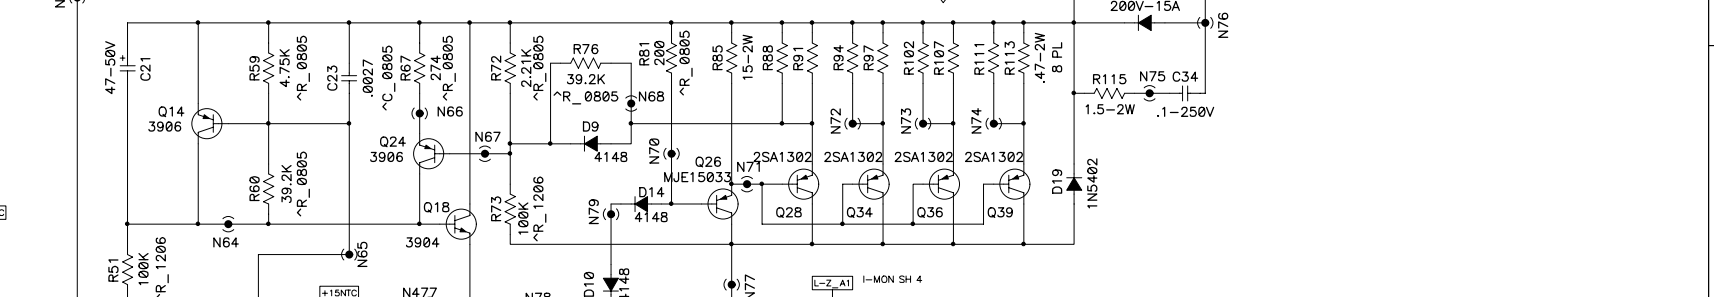 200V-15A
N76
47-50V
+
C21
R59
4.75K
^R_0805
C23
.0027
^C_0805
R67
274
^R_0805
R72
2.21K
^R_0805
R76
39.2K
^R_0805
N68
R81
200
^R_0805
R85
15-2W
R88
R91
R94
R97
R102
R107
R111
R113
.47-2W
8 PL
R115
1.5-2W
N75
C34
.1-250V
Q14
3906
N66
Q24
3906
N67
D9
4148
N70
N72
N73
N74
Q26
MJE15033
N71
2SA1302
2SA1302
2SA1302
2SA1302
D19
1N5402
R60
39.2K
^R_0805
Q18
3904
R73
100K
^R_1206
N79
D14
4148
Q28
Q34
Q36
Q39
N64
N65
R51
100K
^R_1206
+15NTC
N477
N78
D10
4148
N77
L-Z_A1
I-MON SH 4